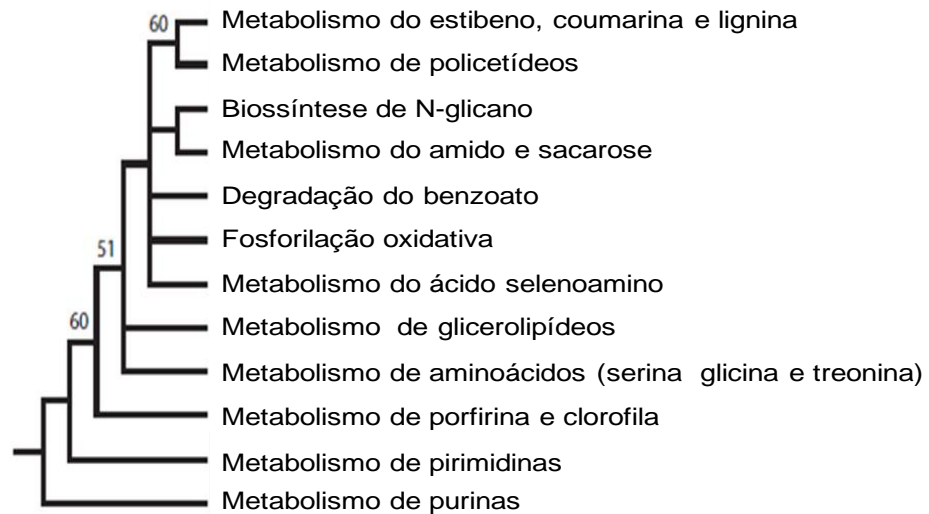 60
Metabolismo do estibeno, coumarina e lignina
Metabolismo de policetídeos
Biossíntese de N-glicano
Metabolismo do amido e sacarose
Degradação do benzoato
Fosforilação oxidativa
51
Metabolismo do ácido selenoamino
60
Metabolismo de glicerolipídeos
Metabolismo de aminoácidos (serina glicina e treonina)
Metabolismo de porfirina e clorofila
Metabolismo de pirimidinas
Metabolismo de purinas